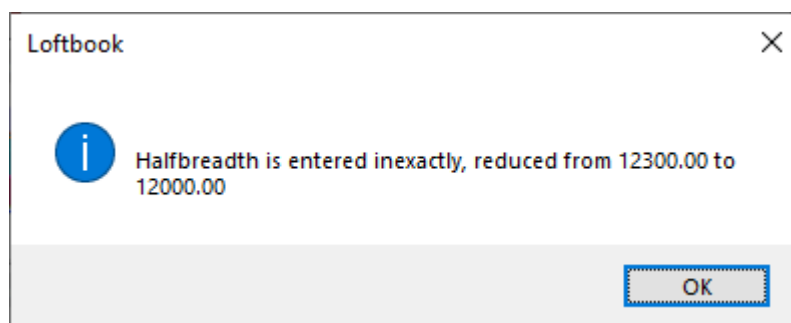 Loftbook
Halfbreadth is entered inexactly, reduced from 12300.00 to
12000.00
OK